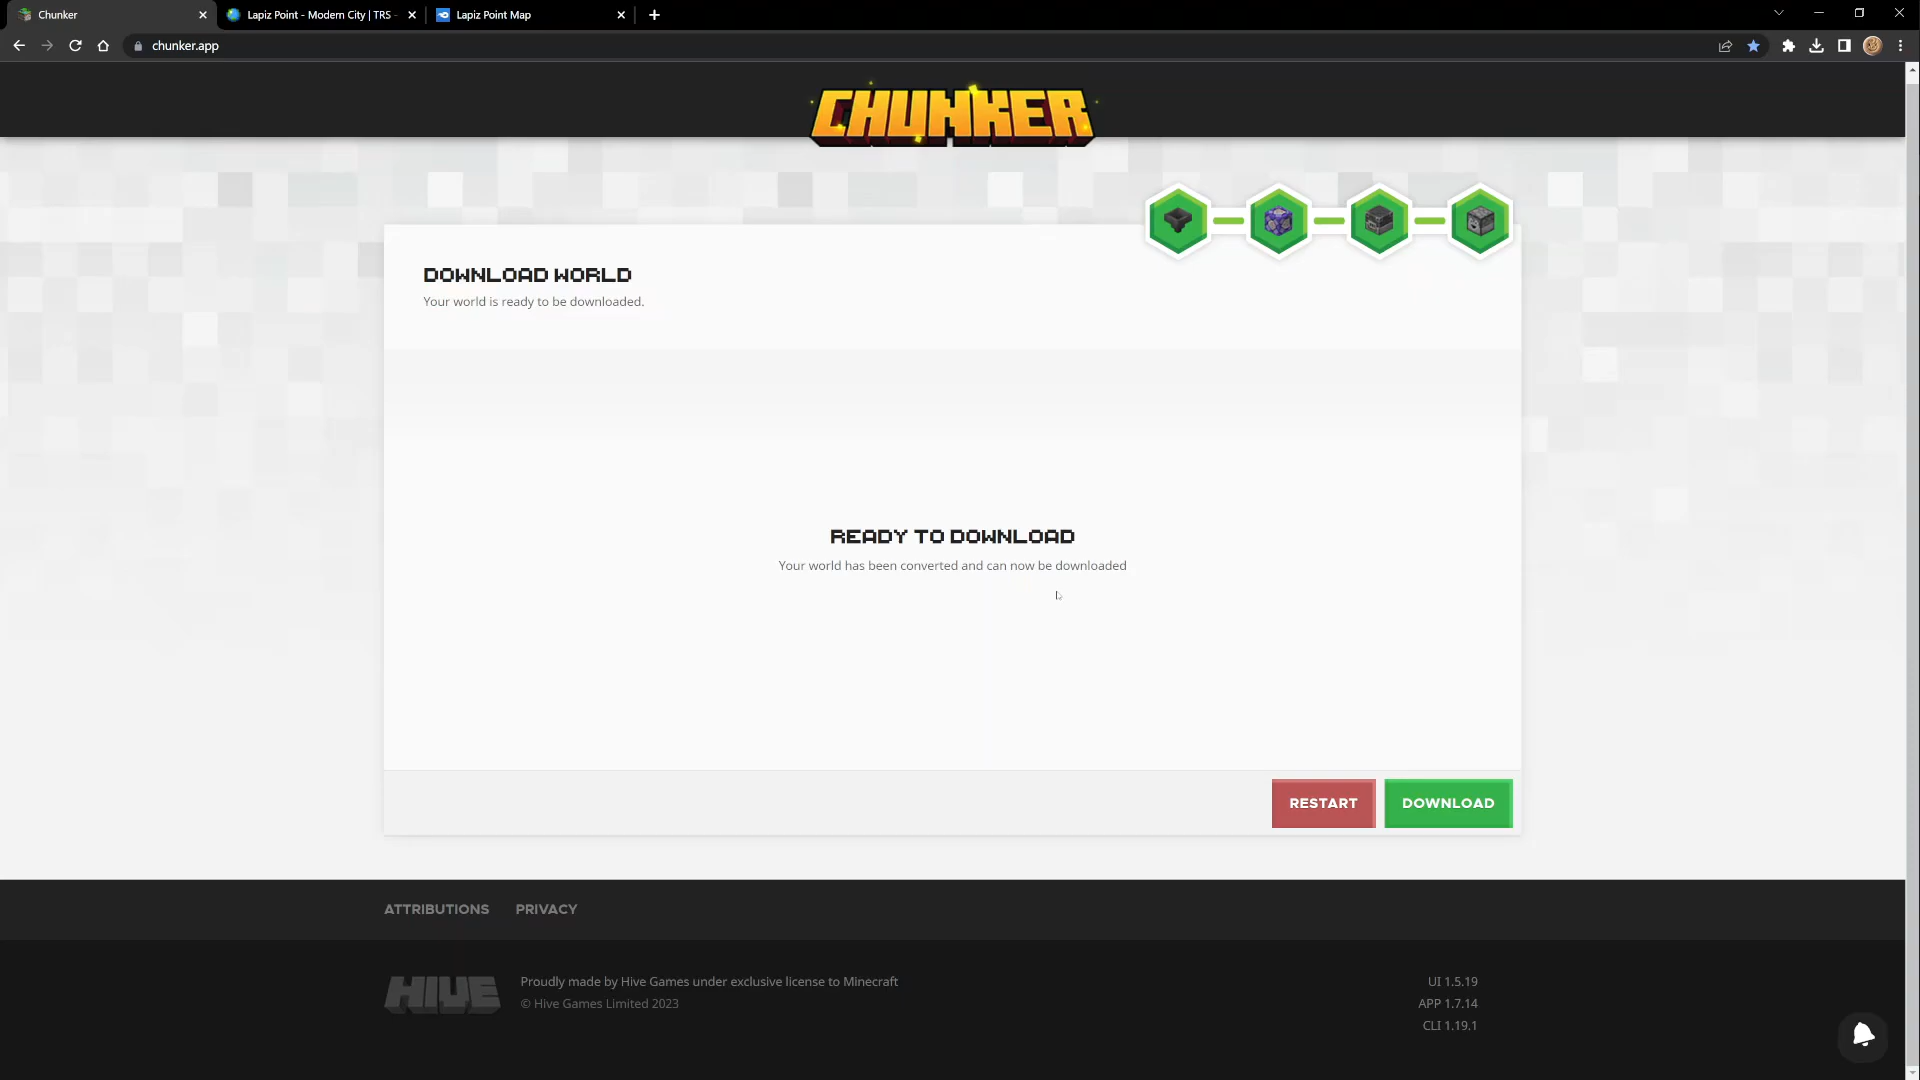 Chunker
Lapiz Point - Modern City | TRS -
Lapiz Point Map
chunker.app
CHUNKER
DOWNLOAD WORLD
Your world is ready to be downloaded.
READY TO DOWNLOAD
Your world has been converted and can now be downloaded
RESTART
DOWNLOAD
ATTRIBUTIONS
PRIVACY
HIVE
Proudly made by Hive Games under exclusive license to Minecraft
© Hive Games Limited 2023
UI 1.5.19
APP 1.7.14
CLI 1.19.1